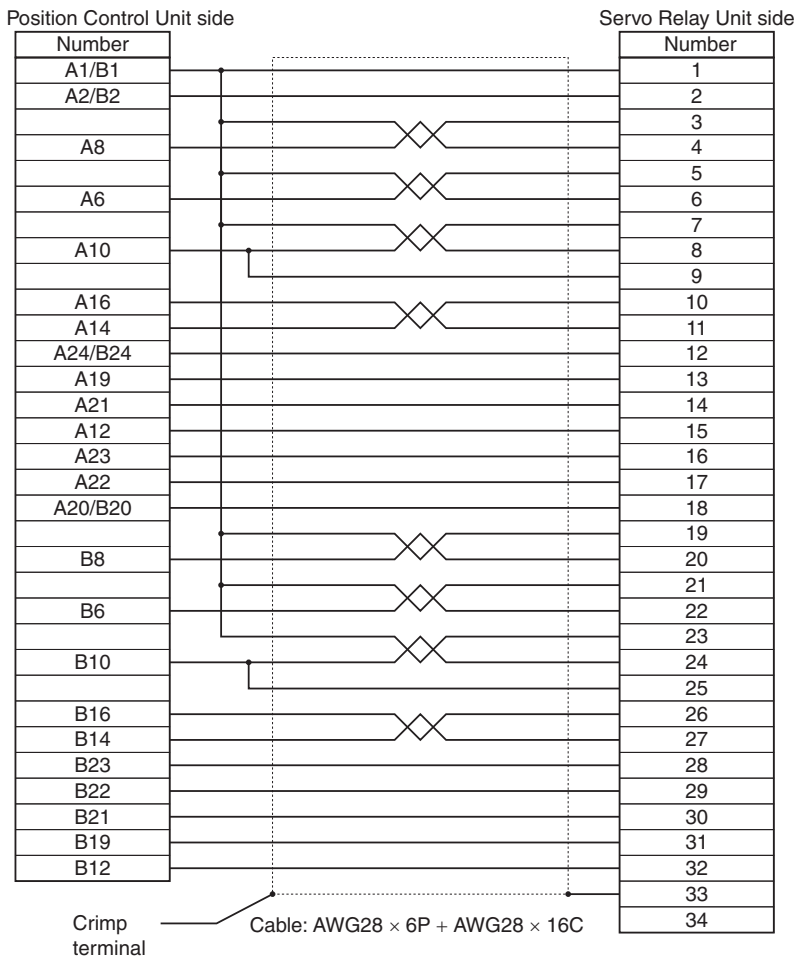 Position Control Unit side Servo Relay Unit side
Number Number
A1/B1 1
A2/B2 2
3
A8 4
5
A6 6
7
A10 8
9
A16 10
A14 11
A24/B24 12
A19 13
A21 14
A12 15
A23 16
A22 17
A20/B20 18
19
B8 20
21
B6 22
23
B10 24
25
B16 26
B14 27
B23 28
B22 29
B21 30
B19 31
B12 32
33
34
Crimp
terminal
Cable: AWG28 × 6P + AWG28 × 16C